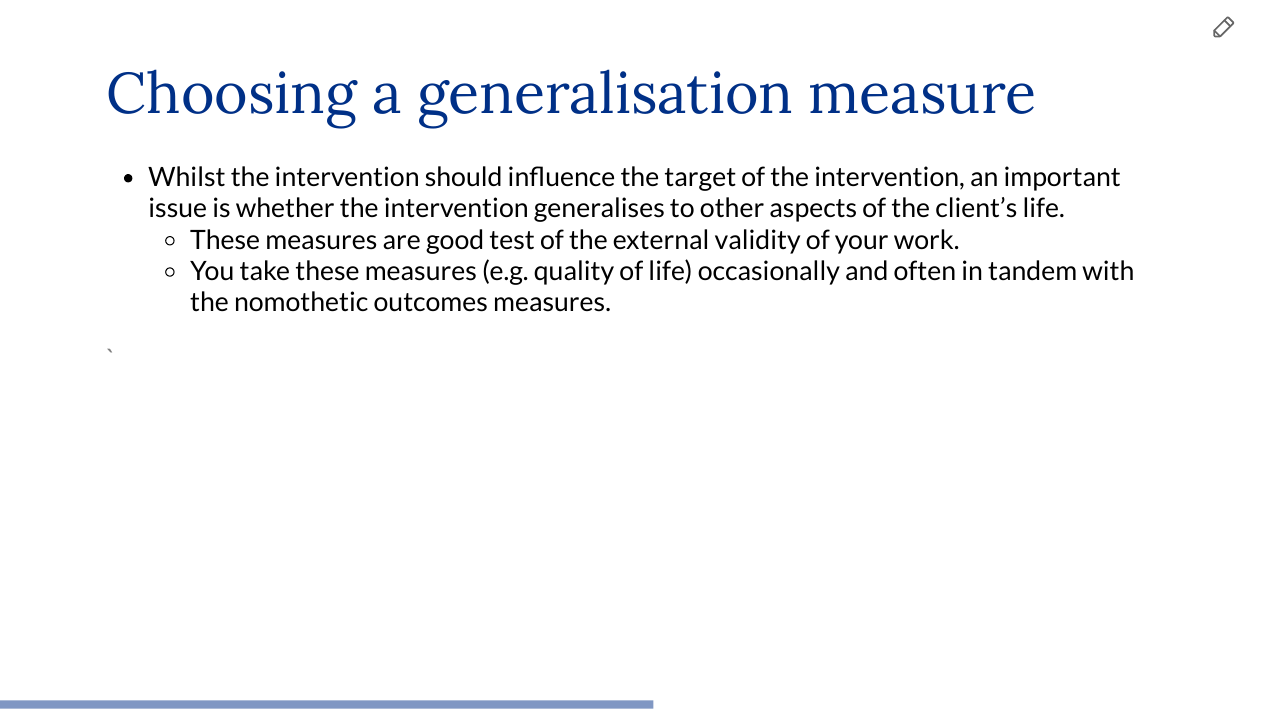 Choosing a generalisation measure
• Whilst the intervention should influence the target of the intervention, an important
issue is whether the intervention generalises to other aspects of the client’s life.
◦ These measures are good test of the external validity of your work.
◦ You take these measures (e.g. quality of life) occasionally and often in tandem with
the nomothetic outcomes measures.
`